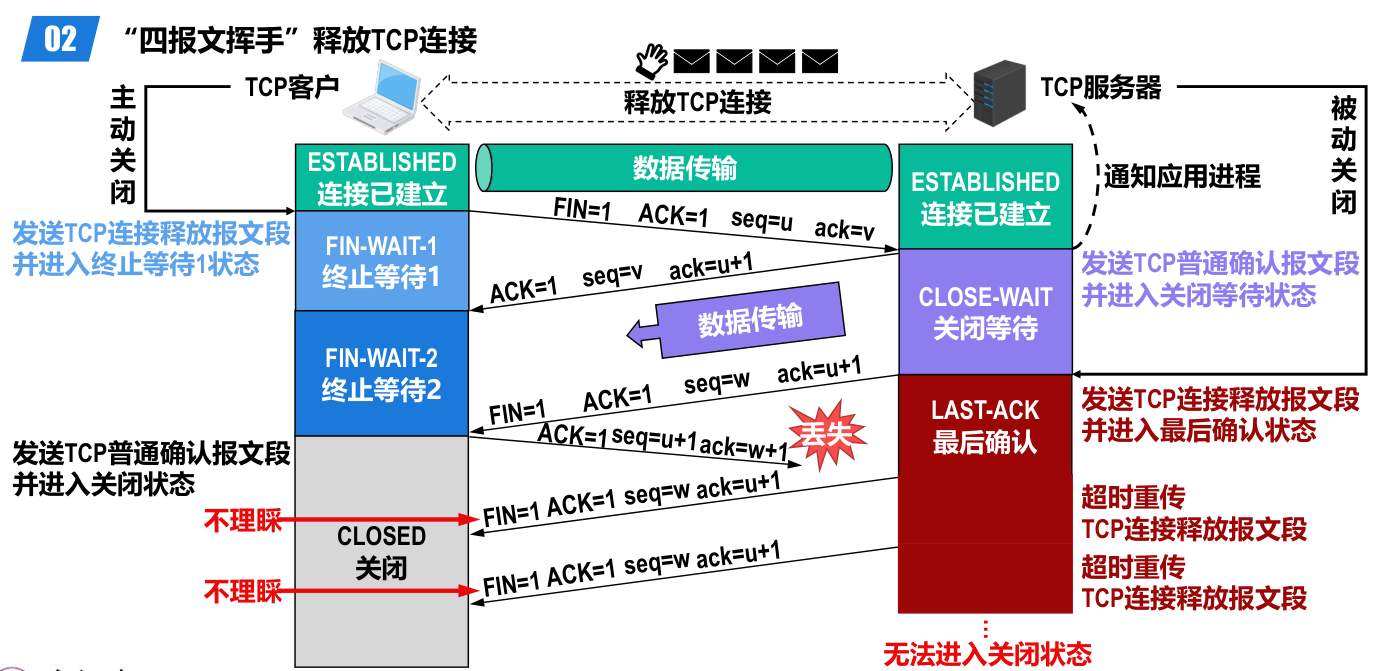 02
“四报文挥手”释放TCP连接
TCP客户
释放TCP连接
TCP服务器
主动关闭
被动关闭
通知应用进程
ESTABLISHED
连接已建立
数据传输
ESTABLISHED
连接已建立
发送TCP连接释放报文段
并进入终止等待1状态
FIN-WAIT-1
终止等待1
FIN=1 ACK=1 seq=u ack=v
ACK=1 seq=v ack=u+1
CLOSE-WAIT
关闭等待
发送TCP普通确认报文段
并进入关闭等待状态
数据传输
FIN-WAIT-2
终止等待2
FIN=1 ACK=1 seq=w ack=u+1
LAST-ACK
最后确认
发送TCP连接释放报文段
并进入最后确认状态
发送TCP普通确认报文段
并进入关闭状态
ACK=1 seq=u+1 ack=w+1
丢失
不理睬
FIN=1 ACK=1 seq=w ack=u+1
超时重传
TCP连接释放报文段
CLOSED
关闭
不理睬
FIN=1 ACK=1 seq=w ack=u+1
超时重传
TCP连接释放报文段
无法进入关闭状态